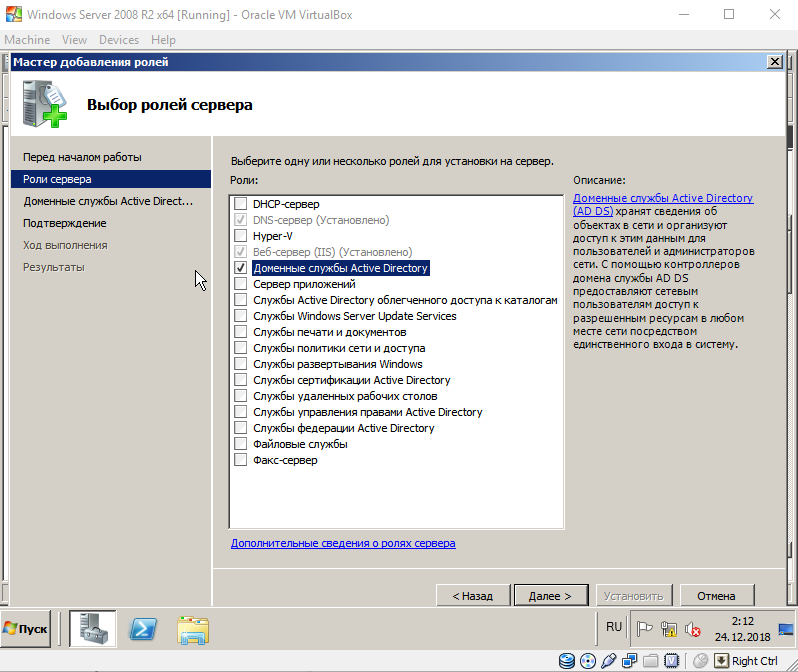 Windows Server 2008 R2 x64 [Running] - Oracle VM VirtualBox
Machine View Devices Help
Мастер добавления ролей
Выбор ролей сервера
Перед началом работы
Роли сервера
Доменные службы Active Direct...
Подтверждение
Ход выполнения
Результаты
Выберите одну или несколько ролей для установки на сервер.
Роли:
DHCP-сервер
DNS-сервер (Установлено)
Hyper-V
Веб-сервер (IIS) (Установлено)
Доменные службы Active Directory
Сервер приложений
Службы Active Directory облегченного доступа к каталогам
Службы Windows Server Update Services
Службы печати и документов
Службы политики сети и доступа
Службы развертывания Windows
Службы сертификации Active Directory
Службы удаленных рабочих столов
Службы управления правами Active Directory
Службы федерации Active Directory
Файловые службы
Факс-сервер
Дополнительные сведения о ролях сервера
Описание:
Доменные службы Active Directory
(AD DS) хранят сведения об
объектах в сети и организуют
доступ к этим данным для
пользователей и администраторов
сети. С помощью контроллеров
домена службы AD DS
предоставляют сетевым
пользователям доступ к
разрешенным ресурсам в любом
месте сети посредством
единственного входа в систему.
< Назад Далее > Установить Отмена
Пуск
RU
2:12
24.12.2018
Right Ctrl